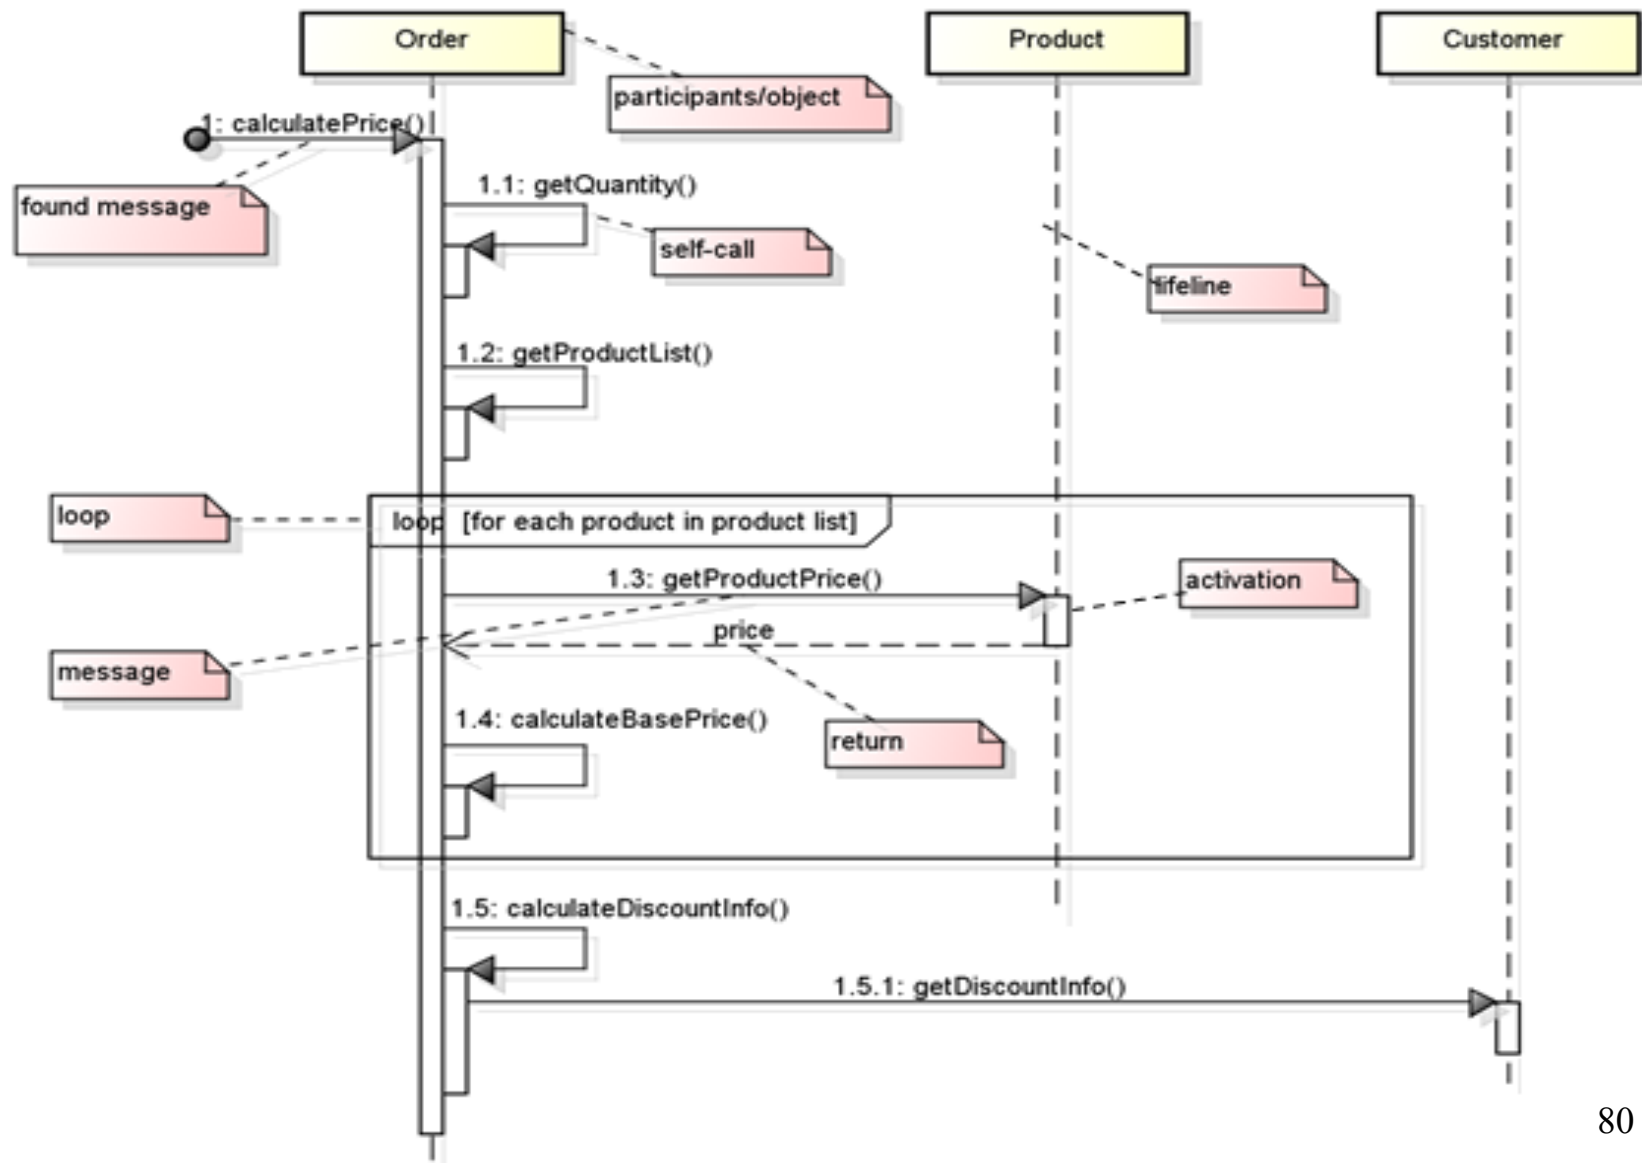 Order
Product
Customer
participants/object
1: calculatePrice()
found message
1.1: getQuantity()
self-call
lifeline
1.2: getProductList()
loop
loop [for each product in product list]
1.3: getProductPrice()
activation
price
message
1.4: calculateBasePrice()
return
1.5: calculateDiscountInfo()
1.5.1: getDiscountInfo()
80